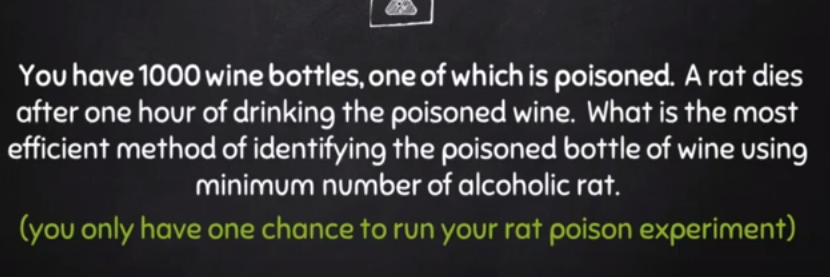 You have 1000 wine bottles, one of which is poisoned. A rat dies
after one hour of drinking the poisoned wine. What is the most
efficient method of identifying the poisoned bottle of wine using
minimum number of alcoholic rat.
(you only have one chance to run your rat poison experiment)